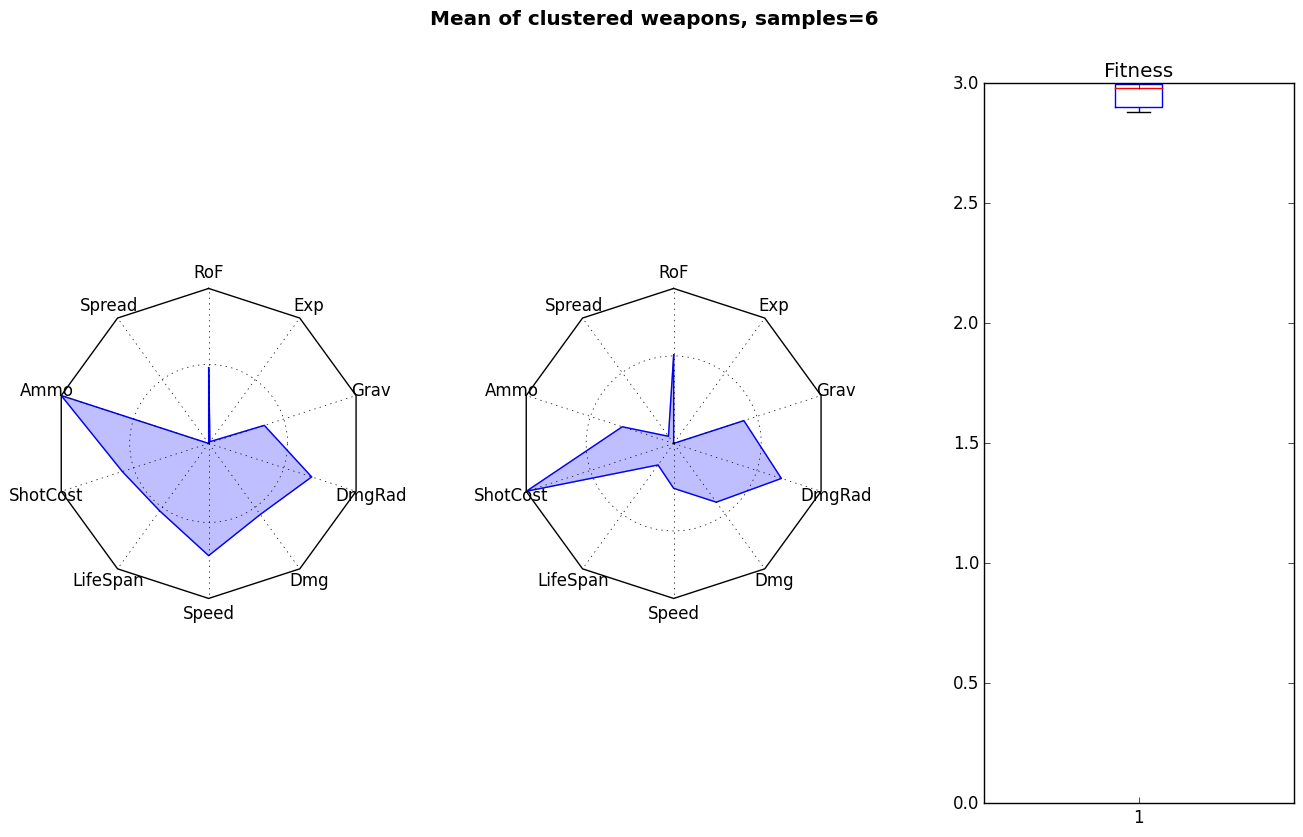 Mean of clustered weapons, samples=6
RoF
Exp
Spread
Grav
Ammo
DmgRad
ShotCost
Dmg
LifeSpan
Speed
RoF
Exp
Spread
Grav
Ammo
DmgRad
ShotCost
Dmg
LifeSpan
Speed
Fitness
3.0
2.5
2.0
1.5
1.0
0.5
0.0
1